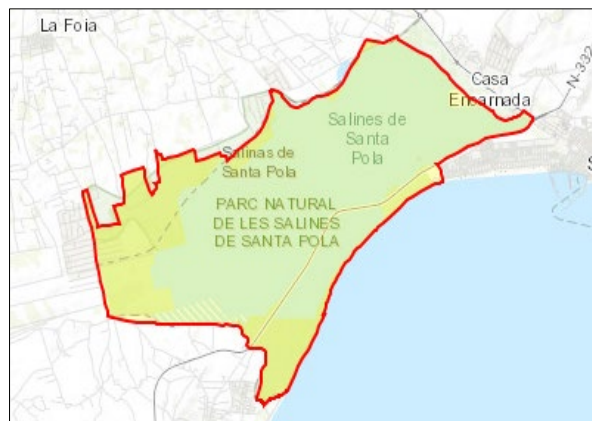 La Foia
Casa
Encarnada
N-332
Salines de
Santa
Pola
Salinas de
Santa Pola
PARC NATURAL
DE LES SALINES
DE SANTA POLA
S